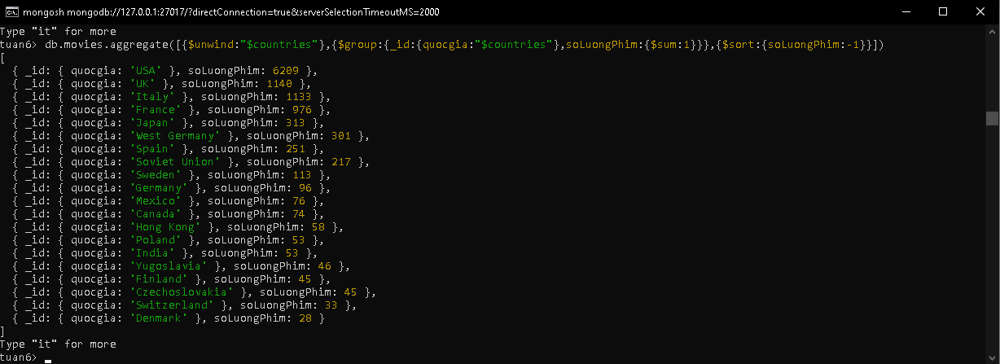 mongosh mongodb://127.0.0.1:27017/?directConnection=true&serverSelectionTimeoutMS=2000
Type "it" for more
tuan6> db.movies.aggregate([{$unwind:"$countries"},{$group:{_id:{quocgia:"$countries"},soLuongPhim:{$sum:1}}},{$sort:{soLuongPhim:-1}}])
[
  { _id: { quocgia: 'USA' }, soLuongPhim: 6209 },
  { _id: { quocgia: 'UK' }, soLuongPhim: 1140 },
  { _id: { quocgia: 'Italy' }, soLuongPhim: 1133 },
  { _id: { quocgia: 'France' }, soLuongPhim: 976 },
  { _id: { quocgia: 'Japan' }, soLuongPhim: 313 },
  { _id: { quocgia: 'West Germany' }, soLuongPhim: 301 },
  { _id: { quocgia: 'Spain' }, soLuongPhim: 251 },
  { _id: { quocgia: 'Soviet Union' }, soLuongPhim: 217 },
  { _id: { quocgia: 'Sweden' }, soLuongPhim: 113 },
  { _id: { quocgia: 'Germany' }, soLuongPhim: 96 },
  { _id: { quocgia: 'Mexico' }, soLuongPhim: 76 },
  { _id: { quocgia: 'Canada' }, soLuongPhim: 74 },
  { _id: { quocgia: 'Hong Kong' }, soLuongPhim: 58 },
  { _id: { quocgia: 'Poland' }, soLuongPhim: 53 },
  { _id: { quocgia: 'India' }, soLuongPhim: 53 },
  { _id: { quocgia: 'Yugoslavia' }, soLuongPhim: 46 },
  { _id: { quocgia: 'Finland' }, soLuongPhim: 45 },
  { _id: { quocgia: 'Czechoslovakia' }, soLuongPhim: 45 },
  { _id: { quocgia: 'Switzerland' }, soLuongPhim: 33 },
  { _id: { quocgia: 'Denmark' }, soLuongPhim: 28 }
]
Type "it" for more
tuan6>